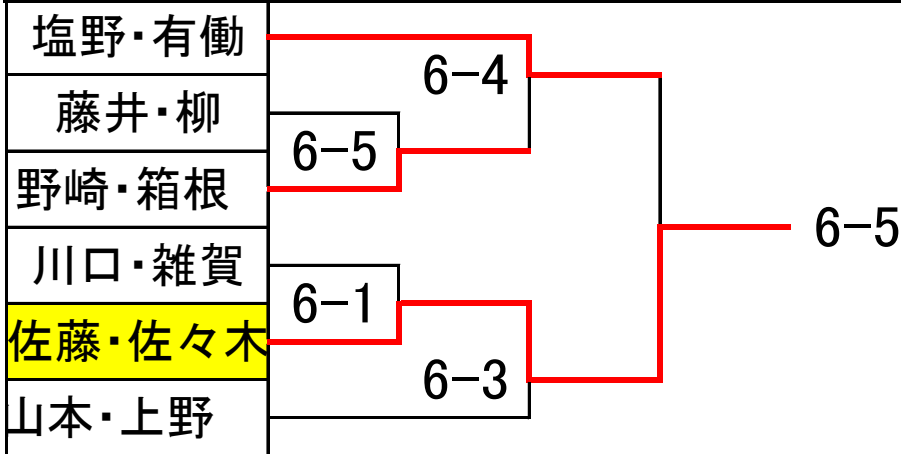 塩野・有働
6-4
藤井・柳
6-5
野崎・箱根
6-5
川口・雑賀
6-1
佐藤・佐々木
6-3
山本・上野